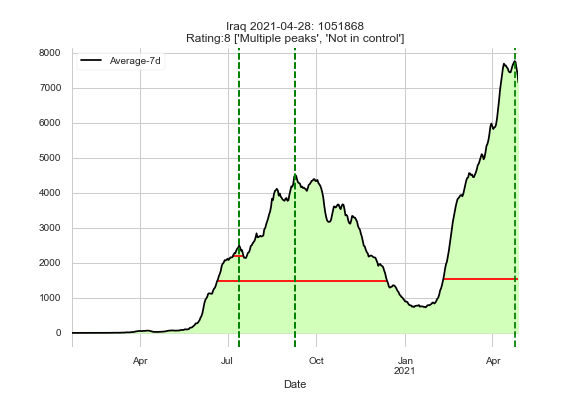 Iraq 2021-04-28: 1051868
Rating:8 ['Multiple peaks', 'Not in control']
Average-7d
8000
7000
6000
5000
4000
3000
2000
1000
0
Apr
Jul
Oct
Jan
2021
Apr
Date